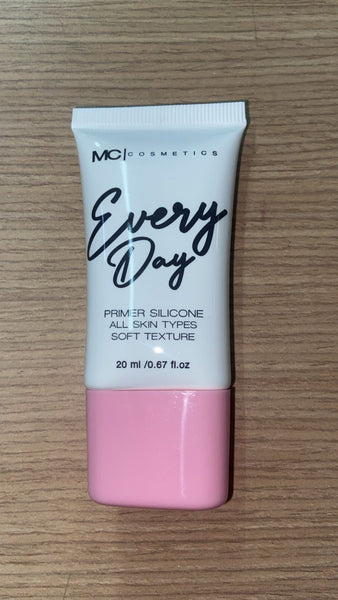 MC|COSMETICS
Every
Day
PRIMER SILICONE
ALL SKIN TYPES
SOFT TEXTURE
20 ml /0.67 fl.oz